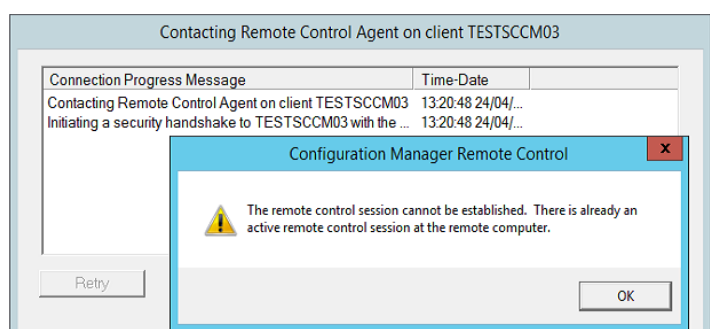 Contacting Remote Control Agent on client TESTSCCM03
Connection Progress Message Time-Date
Contacting Remote Control Agent on client TESTSCCM03 13:20:48 24/04/...
Initiating a security handshake to TESTSCCM03 with the ... 13:20:48 24/04/...
Configuration Manager Remote Control
x
The remote control session cannot be established. There is already an
active remote control session at the remote computer.
Retry
OK